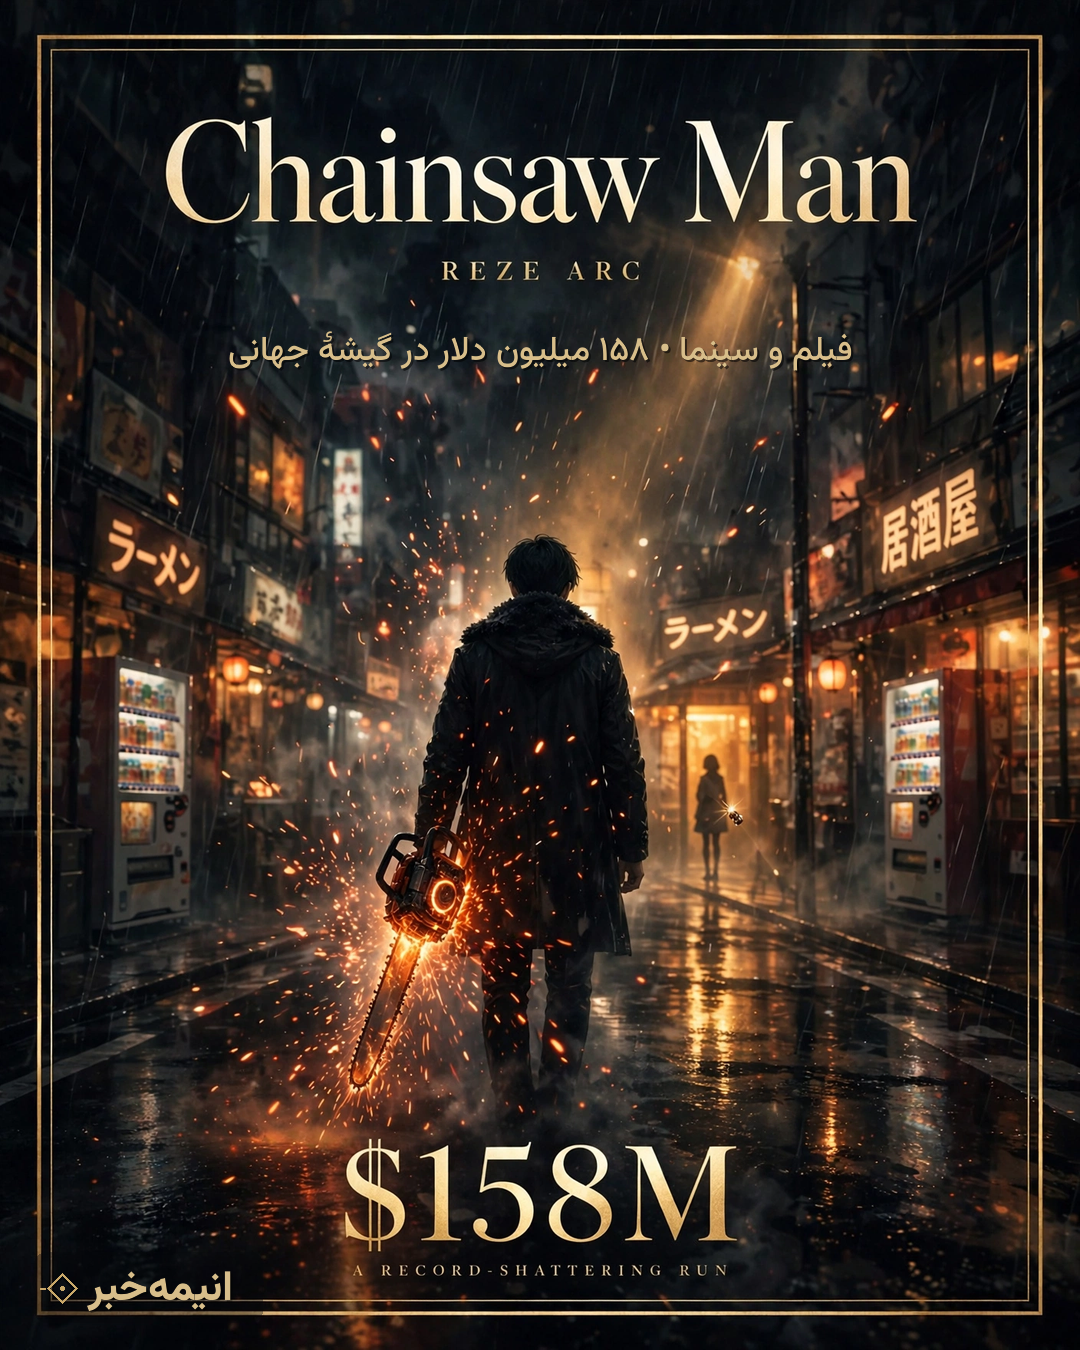 Chainsaw Man
REZE ARC
فیلم و سینما • ۱۵۸ میلیون دلار در گیشهٔ جهانی
ラーメン
居酒屋
ラーメン
$158M
A RECORD-SHATTERING RUN
انیمه‌خبر